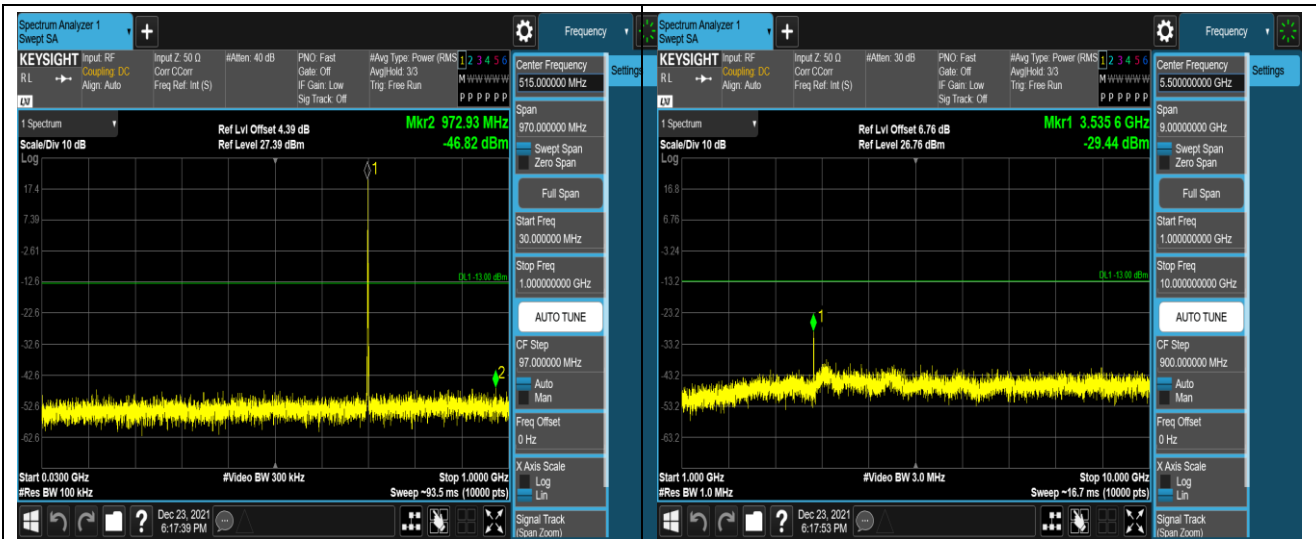 Spectrum Analyzer 1
Swept SA
+
Frequency
KEYSIGHT
Input: RF
Coupling: DC
Align: Auto
Input Z: 50 Ω
Corr CCorr
Freq Ref: Int (S)
#Atten: 40 dB
PNO: Fast
Gate: Off
IF Gain: Low
Sig Track: Off
#Avg Type: Power (RMS
Avg|Hold: 3/3
Trig: Free Run
1 2 3 4 5 6
M W W W W W
P P P P P P
RL
LXI
Center Frequency
515.000000 MHz
Settings
Span
970.000000 MHz
Swept Span
Zero Span
Full Span
Start Freq
30.000000 MHz
Stop Freq
1.000000000 GHz
AUTO TUNE
CF Step
97.000000 MHz
Auto
Man
Freq Offset
0 Hz
X Axis Scale
Log
Lin
Signal Track
(Span Zoom)
1 Spectrum
Scale/Div 10 dB
Log
Ref Lvl Offset 4.39 dB
Ref Level 27.39 dBm
Mkr2 972.93 MHz
-46.82 dBm
1
17.4
7.39
-2.61
DL1 -13.00 dBm
-12.6
-22.6
-32.6
-42.6
2
-52.6
-62.6
Start 0.0300 GHz
#Res BW 100 kHz
#Video BW 300 kHz
Stop 1.0000 GHz
Sweep ~93.5 ms (10000 pts)
?
Dec 23, 2021
6:17:39 PM
Spectrum Analyzer 1
Swept SA
+
Frequency
KEYSIGHT
Input: RF
Coupling: DC
Align: Auto
Input Z: 50 Ω
Corr CCorr
Freq Ref: Int (S)
#Atten: 30 dB
PNO: Fast
Gate: Off
IF Gain: Low
Sig Track: Off
#Avg Type: Power (RMS
Avg|Hold: 3/3
Trig: Free Run
1 2 3 4 5 6
M W W W W W
P P P P P P
RL
LXI
Center Frequency
5.500000000 GHz
Settings
Span
9.00000000 GHz
Swept Span
Zero Span
Full Span
Start Freq
1.000000000 GHz
Stop Freq
10.000000000 GHz
AUTO TUNE
CF Step
900.000000 MHz
Auto
Man
Freq Offset
0 Hz
X Axis Scale
Log
Lin
Signal Track
(Span Zoom)
1 Spectrum
Scale/Div 10 dB
Log
Ref Lvl Offset 6.76 dB
Ref Level 26.76 dBm
Mkr1 3.535 6 GHz
-29.44 dBm
16.8
6.76
-3.24
DL1 -13.00 dBm
-13.2
-23.2
1
-33.2
-43.2
-53.2
-63.2
Start 1.000 GHz
#Res BW 1.0 MHz
#Video BW 3.0 MHz
Stop 10.000 GHz
Sweep ~16.7 ms (10000 pts)
?
Dec 23, 2021
6:17:53 PM